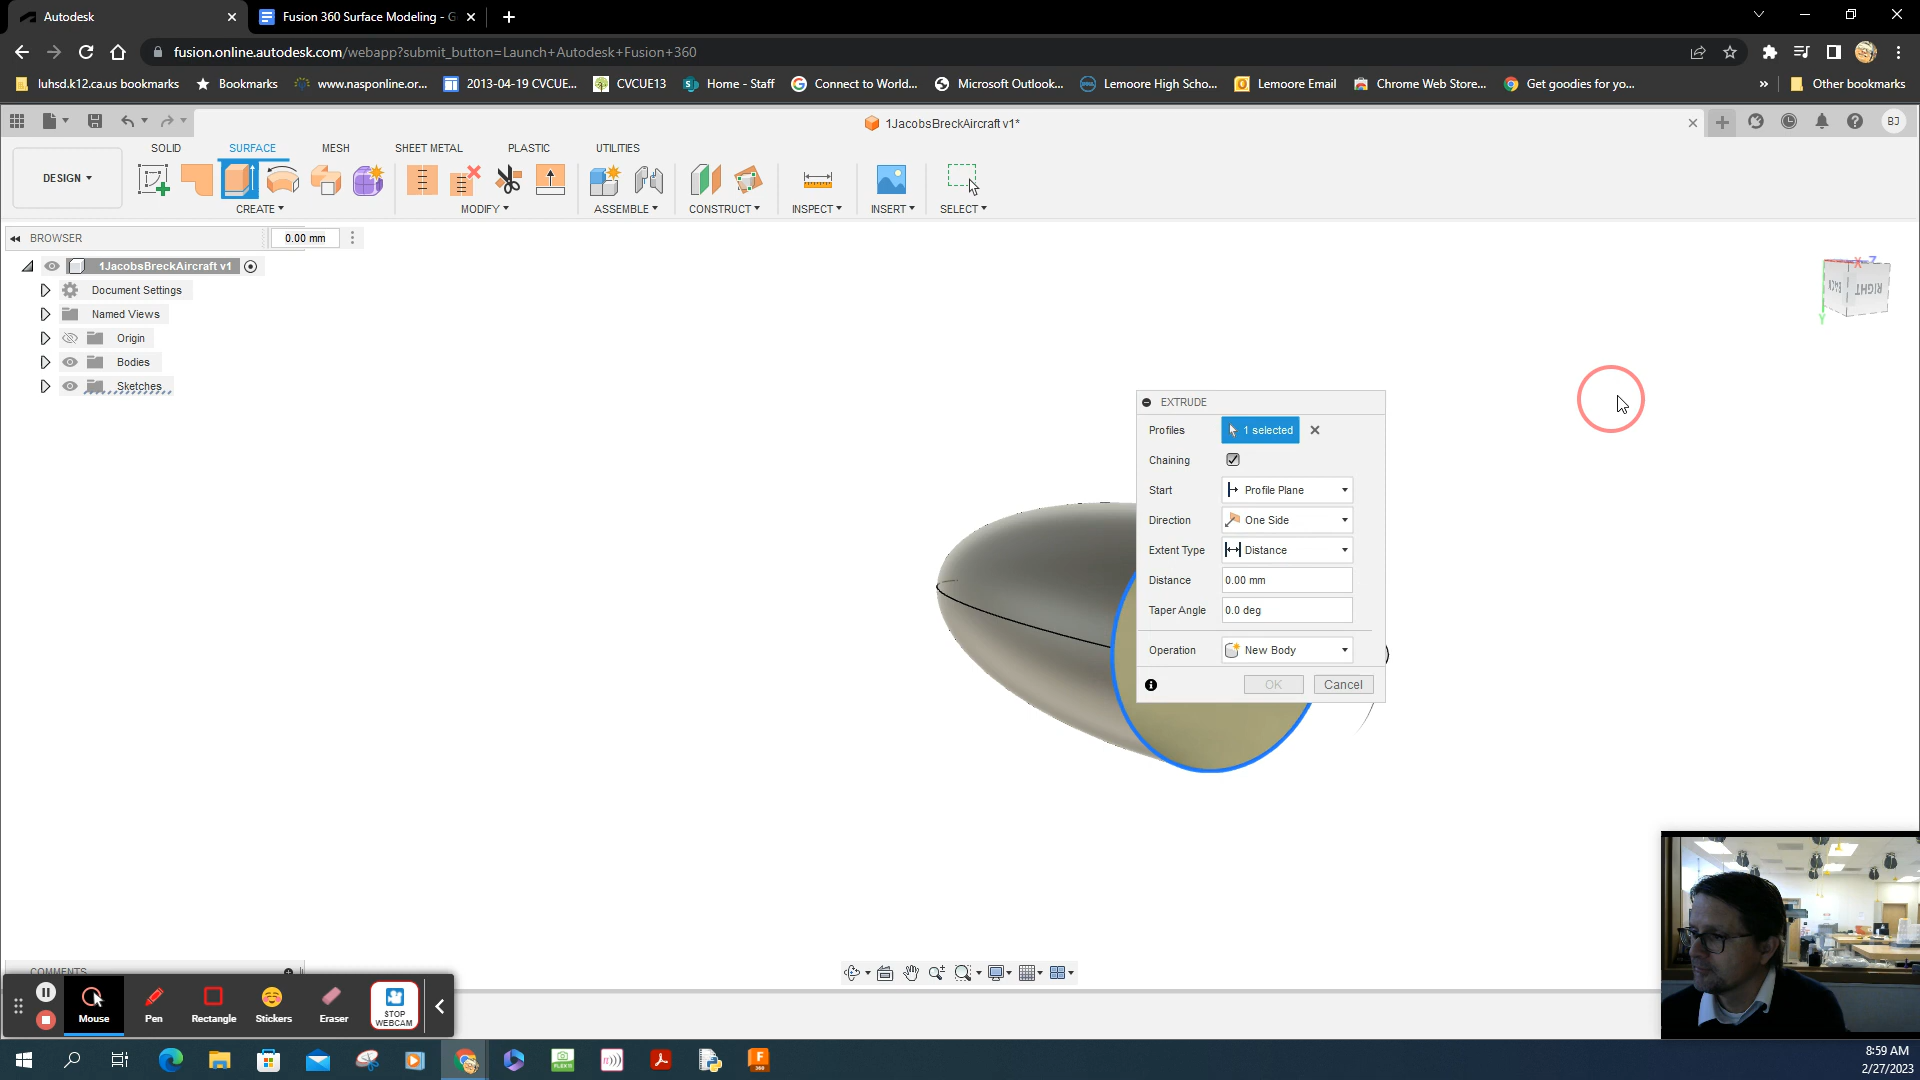 Autodesk
Fusion 360 Surface Modeling - G
fusion.online.autodesk.com/webapp?submit_button=Launch+Autodesk+Fusion+360
luhsd.k12.ca.us bookmarks
Bookmarks
www.nasponline.or...
2013-04-19 CVCUE...
CVCUE13
Home - Staff
Connect to World...
Microsoft Outlook...
Lemoore High Scho...
Lemoore Email
Chrome Web Store...
Get goodies for yo...
»
Other bookmarks
1JacobsBreckAircraft v1*
BJ
SOLID
SURFACE
MESH
SHEET METAL
PLASTIC
UTILITIES
DESIGN
CREATE
MODIFY
ASSEMBLE
CONSTRUCT
INSPECT
INSERT
SELECT
BROWSER
0.00 mm
1JacobsBreckAircraft v1
Document Settings
Named Views
Origin
Bodies
Sketches
X
Z
BACK
RIGHT
Y
EXTRUDE
Profiles
1 selected
Chaining
Start
Profile Plane
Direction
One Side
Extent Type
Distance
Distance
0.00 mm
Taper Angle
0.0 deg
Operation
New Body
OK
Cancel
COMMENTS
Mouse
Pen
Rectangle
Stickers
Eraser
STOP
WEBCAM
8:59 AM
2/27/2023